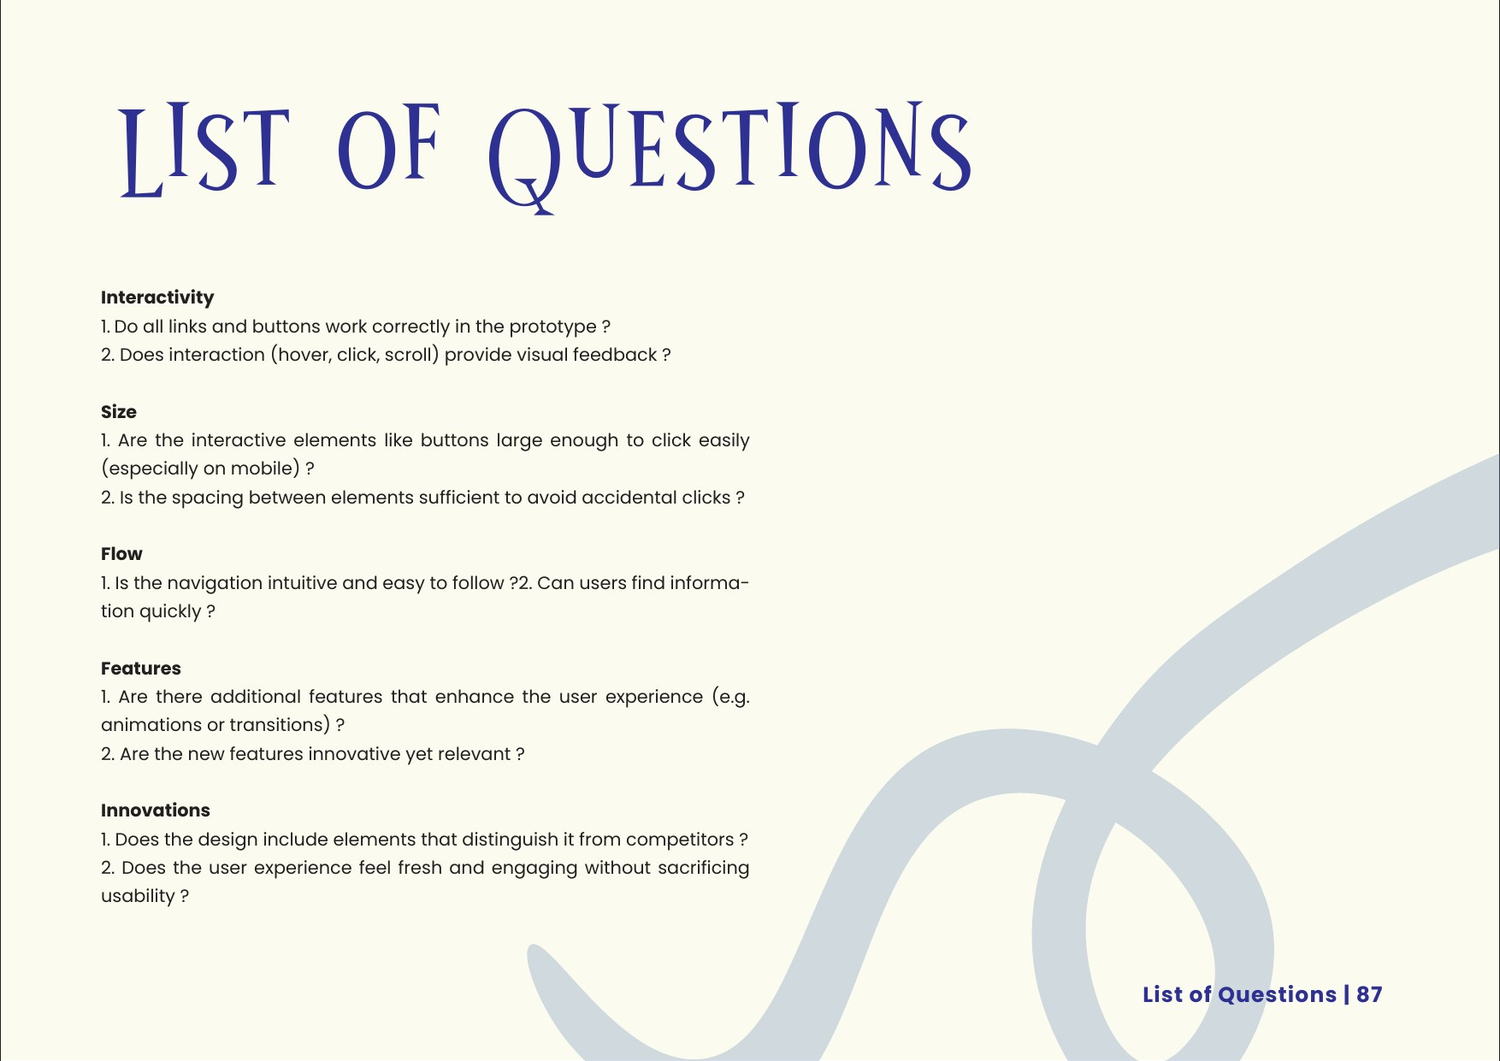 List of Questions
Interactivity
1. Do all links and buttons work correctly in the prototype ?
2. Does interaction (hover, click, scroll) provide visual feedback ?
Size
1. Are the interactive elements like buttons large enough to click easily
(especially on mobile) ?
2. Is the spacing between elements sufficient to avoid accidental clicks ?
Flow
1. Is the navigation intuitive and easy to follow ?2. Can users find informa-
tion quickly ?
Features
1. Are there additional features that enhance the user experience (e.g.
animations or transitions) ?
2. Are the new features innovative yet relevant ?
Innovations
1. Does the design include elements that distinguish it from competitors ?
2. Does the user experience feel fresh and engaging without sacrificing
usability ?
List of Questions | 87